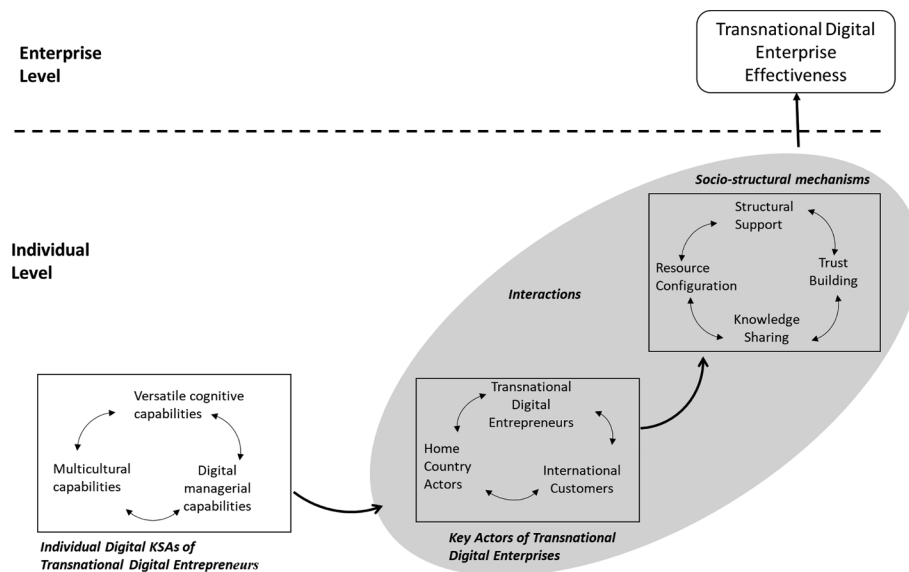 Transnational Digital
Enterprise
Effectiveness
Enterprise
Level
Socio-structural mechanisms
Structural
Support
Resource
Configuration
Trust
Building
Knowledge
Sharing
Individual
Level
Interactions
Versatile cognitive
capabilities
Multicultural
capabilities
Digital
managerial
capabilities
Individual Digital KSAs of
Transnational Digital Entrepreneurs
Transnational
Digital
Entrepreneurs
Home
Country
Actors
International
Customers
Key Actors of Transnational
Digital Enterprises